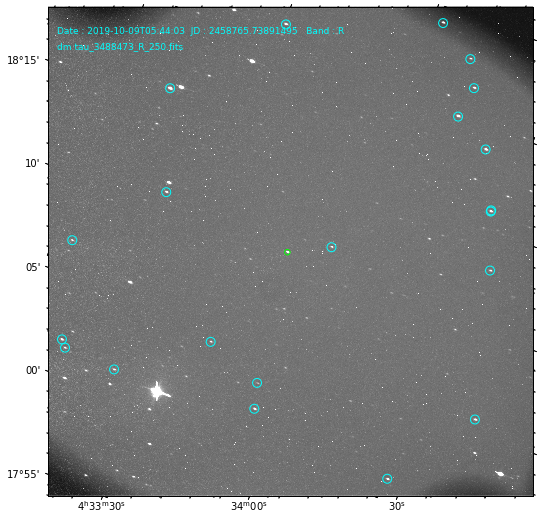 Date : 2019-10-09T05:44:03 JD : 2458765.73891495 Band : R
dm tau_3488473_R_250.fits
18°15'
10'
05'
00'
17°55'
4ʰ33ᵐ30ˢ 34ᵐ00ˢ 30ˢ